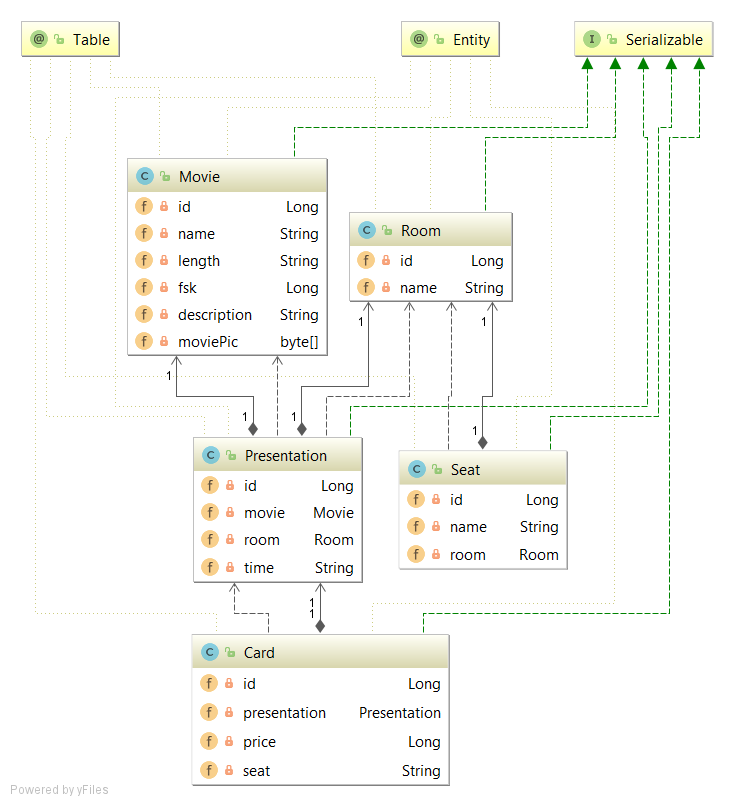 @ Table
@ Entity
I Serializable
C Movie
f id Long
f name String
f length String
f fsk Long
f description String
f moviePic byte[]
C Room
f id Long
f name String
1
1
1
1
1
1
C Presentation
f id Long
f movie Movie
f room Room
f time String
C Seat
f id Long
f name String
f room Room
1
1
C Card
f id Long
f presentation Presentation
f price Long
f seat String
Powered by yFiles